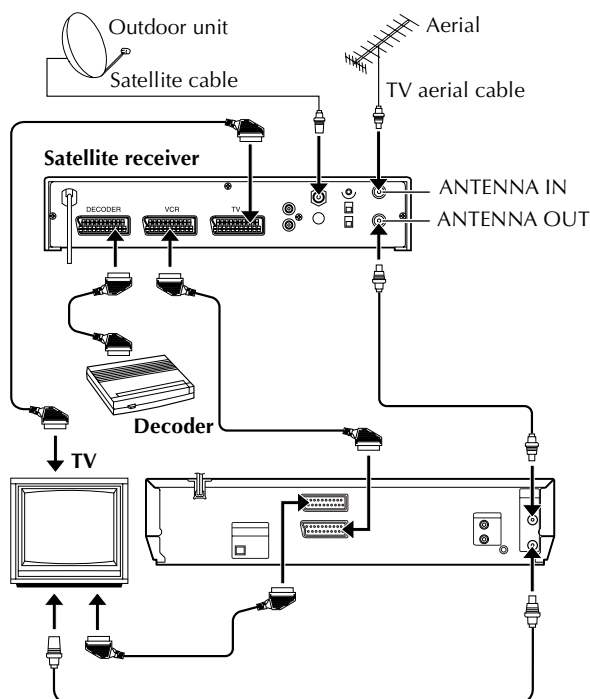 Outdoor unit
Aerial
Satellite cable
TV aerial cable
Satellite receiver
ANTENNA IN
DECODER
VCR
TV
ANTENNA OUT
Decoder
TV